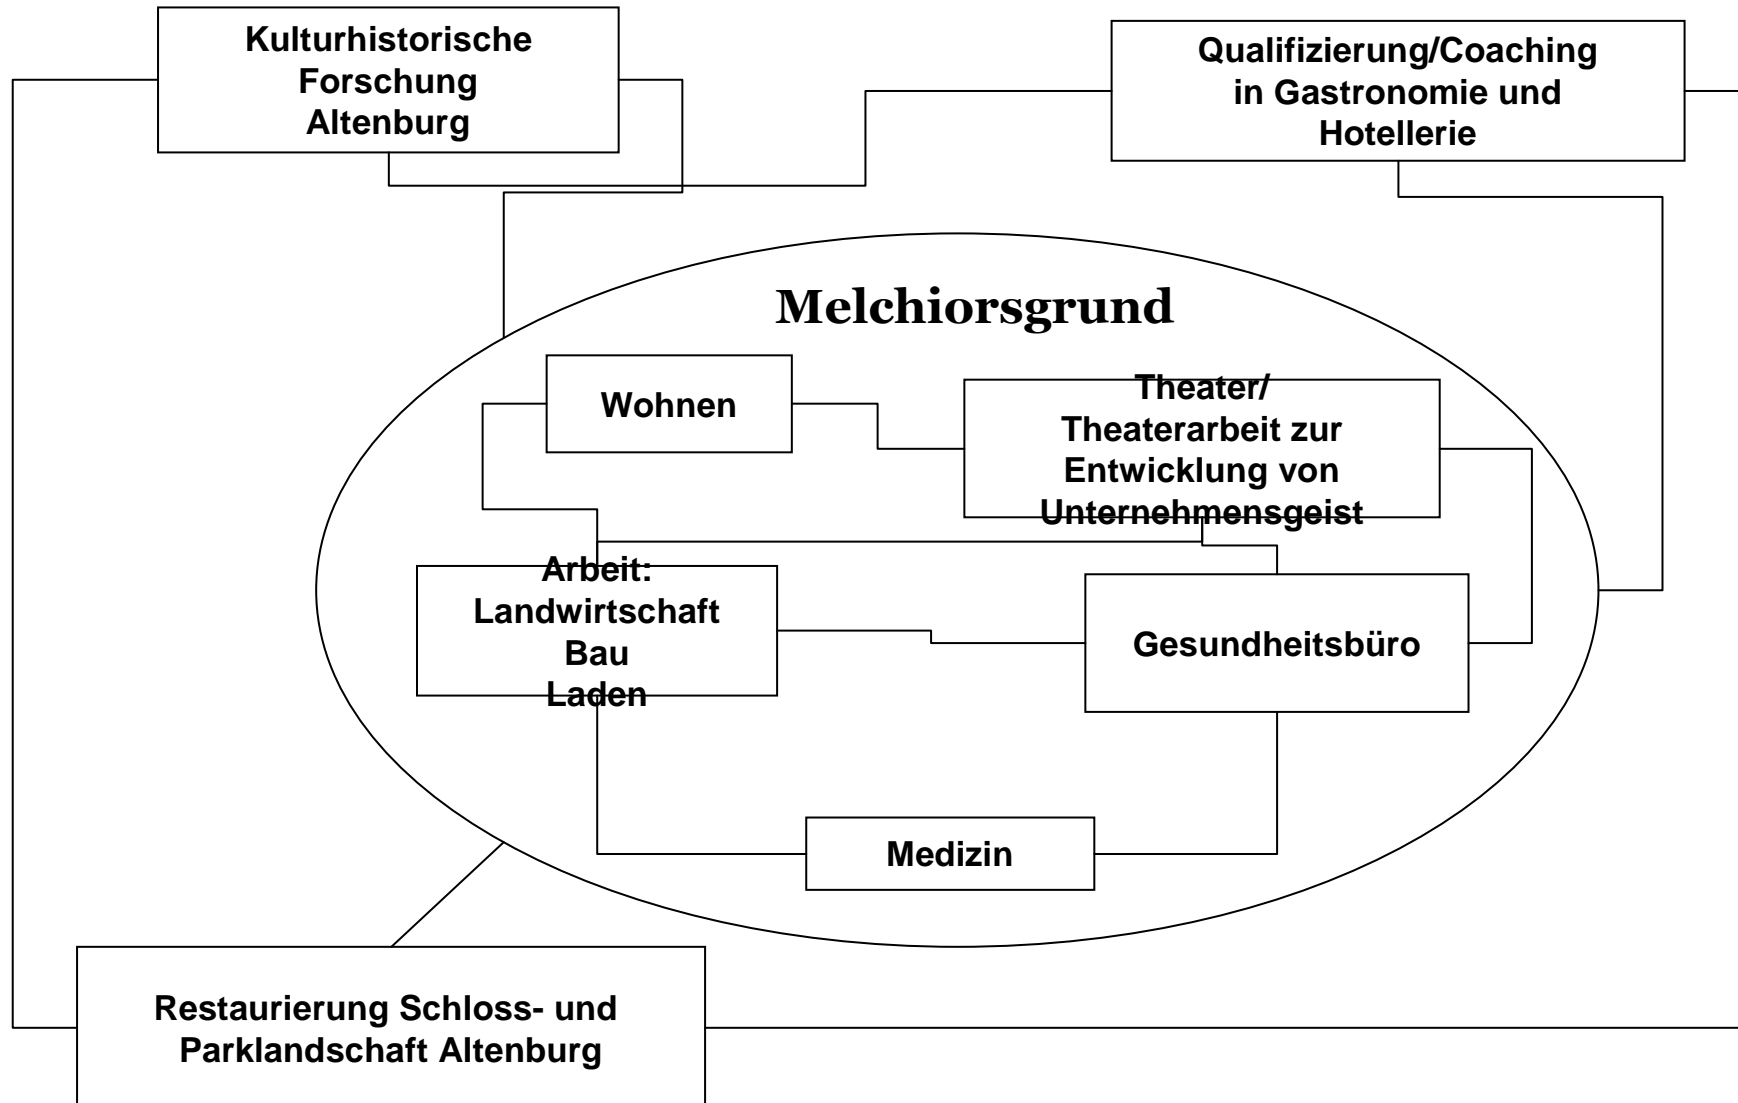 Kulturhistorische
Forschung
Altenburg
Qualifizierung/Coaching
in Gastronomie und
Hotellerie
Melchiorsgrund
Wohnen
Theater/
Theaterarbeit zur
Entwicklung von
Unternehmensgeist
Arbeit:
Landwirtschaft
Bau
Laden
Gesundheitsbüro
Medizin
Restaurierung Schloss- und
Parklandschaft Altenburg